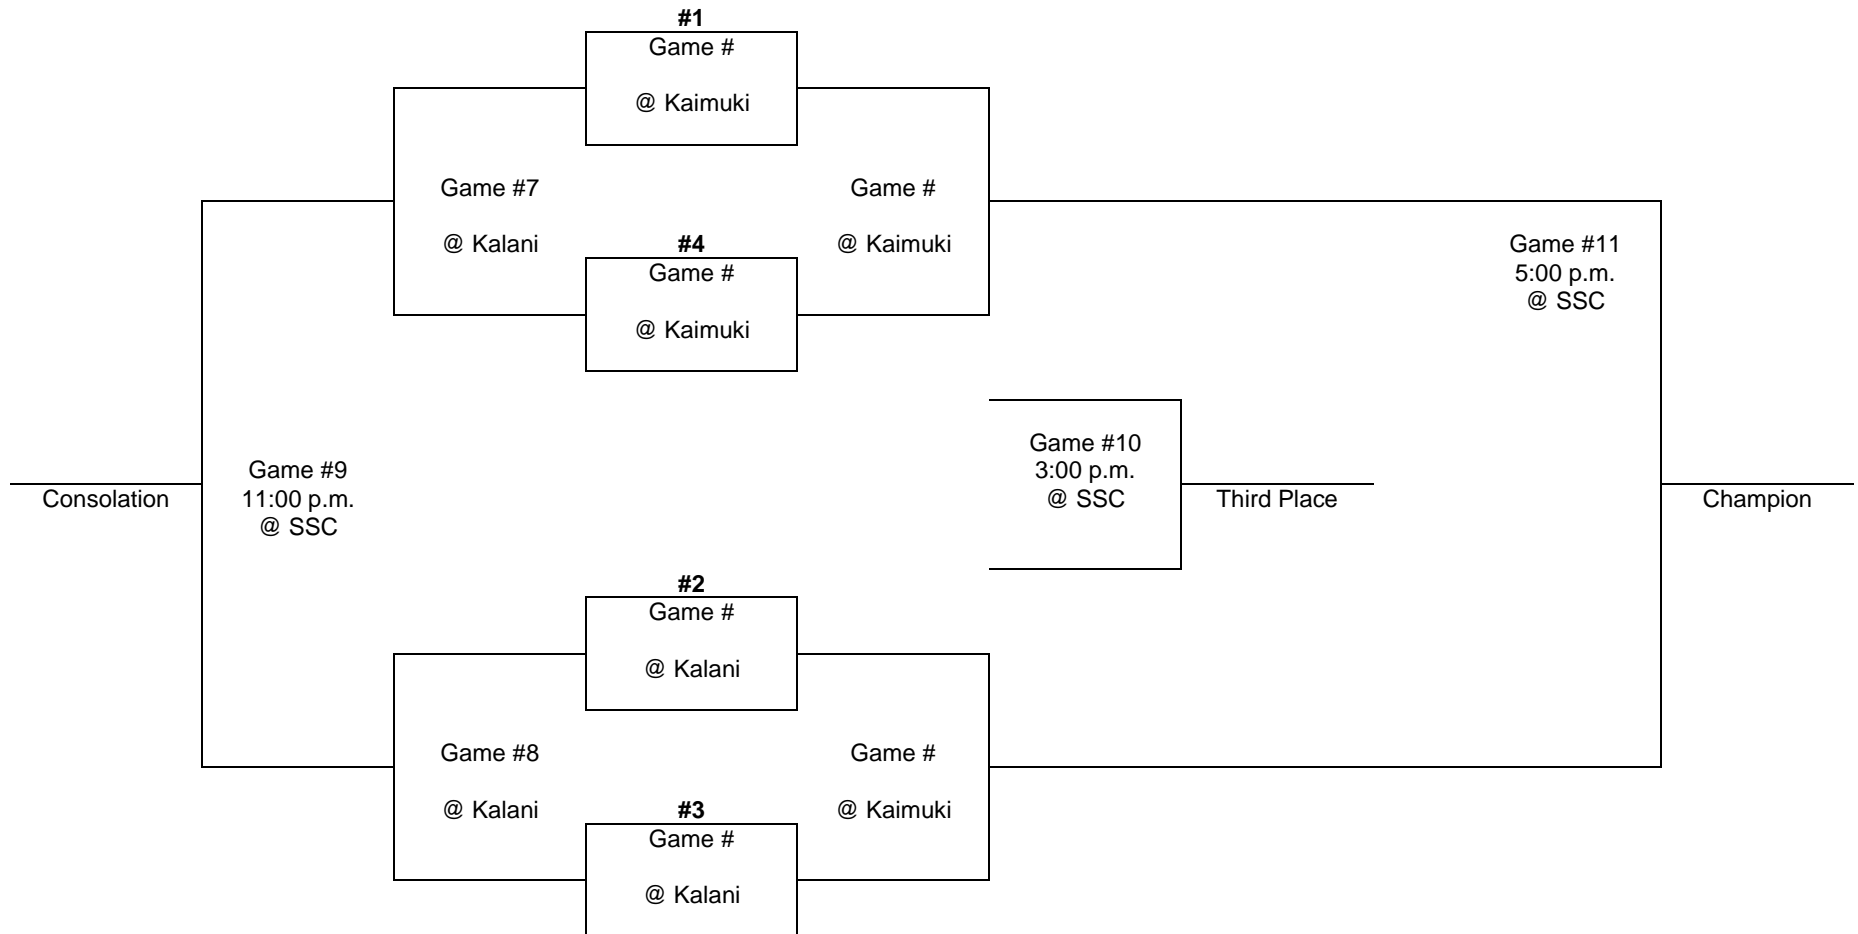 #1
Game #
@ Kaimuki
Game #7
@ Kalani
#4
Game #
@ Kaimuki
Game #
@ Kaimuki
Game #11
5:00 p.m.
@ SSC
Game #9
11:00 p.m.
@ SSC
Consolation
Game #10
3:00 p.m.
@ SSC
Third Place
Champion
#2
Game #
@ Kalani
Game #8
@ Kalani
#3
Game #
@ Kalani
Game #
@ Kaimuki